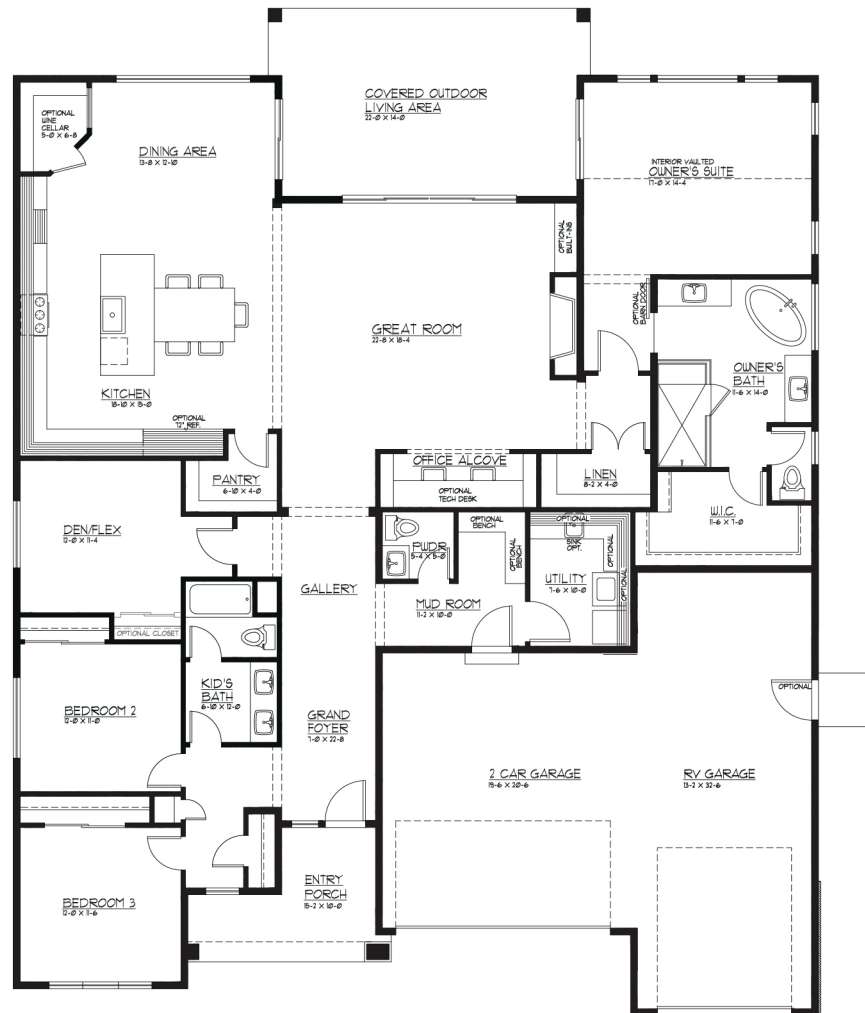 COVERED OUTDOOR
LIVING AREA
22-0 X 14-0
OPTIONAL
WINE
CELLAR
5-0 X 6-8
DINING AREA
13-8 X 12-10
INTERIOR VAULTED
OWNER'S SUITE
17-0 X 14-4
OPTIONAL
BUILT-INS
OPTIONAL
BARN DOOR
GREAT ROOM
22-8 X 18-4
KITCHEN
18-10 X 15-0
OPTIONAL
72" REF.
OWNER'S
BATH
11-6 X 14-0
PANTRY
6-10 X 4-0
OFFICE ALCOVE
OPTIONAL
TECH DESK
LINEN
8-2 X 4-0
W.I.C.
11-6 X 7-0
DEN/FLEX
12-0 X 11-4
OPTIONAL CLOSET
GALLERY
PWDR
5-4 X 5-0
OPTIONAL
BENCH
OPTIONAL
BENCH
MUD ROOM
11-2 X 10-0
OPTIONAL
SINK
OPT.
OPTIONAL
OPTIONAL
UTILITY
7-6 X 10-0
KID'S
BATH
6-10 X 12-0
BEDROOM 2
12-0 X 11-0
GRAND
FOYER
7-0 X 22-8
OPTIONAL
2 CAR GARAGE
19-6 X 20-6
RV GARAGE
13-2 X 32-6
BEDROOM 3
12-0 X 11-6
ENTRY
PORCH
15-2 X 10-0